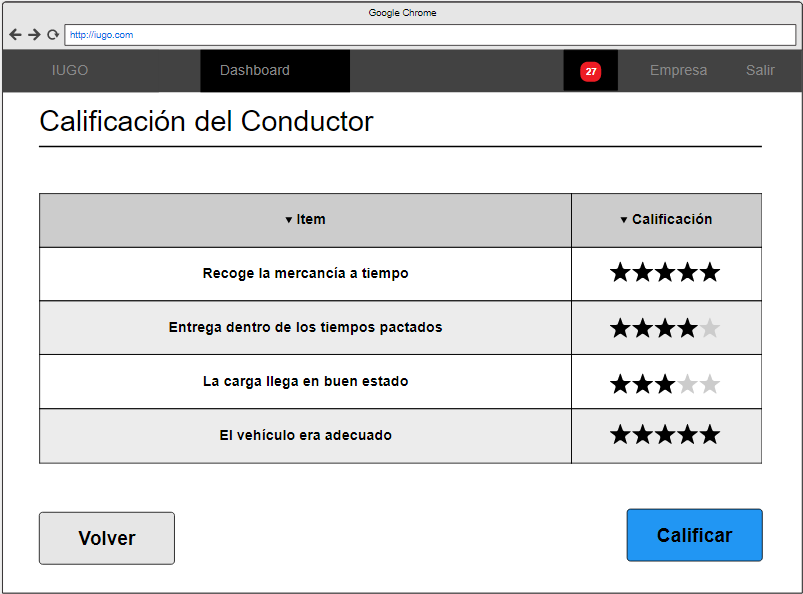 Google Chrome
http://iugo.com
IUGO Dashboard 27 Empresa Salir
Calificación del Conductor
Item Calificación
Recoge la mercancía a tiempo
Entrega dentro de los tiempos pactados
La carga llega en buen estado
El vehículo era adecuado
Volver Calificar